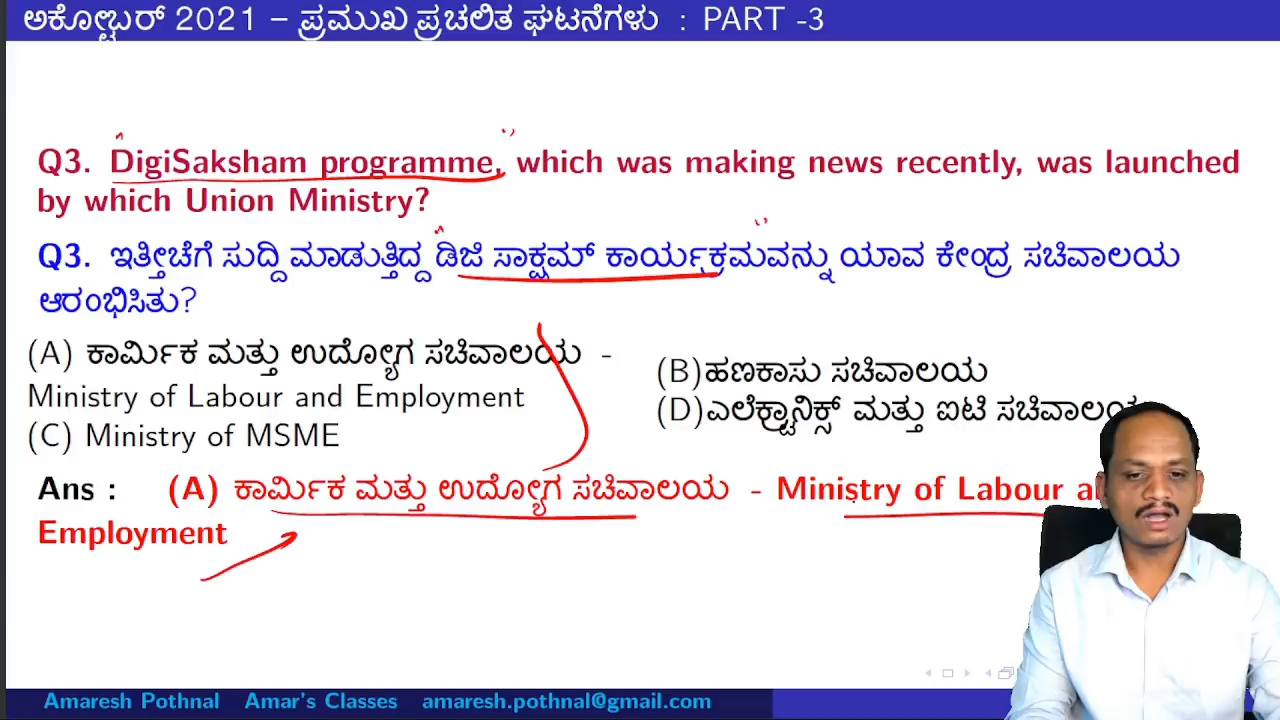 ಅಕೋಬ್ಟರ್ 2021 – ಪ್ರಮುಖ ಪ್ರಚಲಿತ ಘಟನೆಗಳು : PART -3
Q3. DigiSaksham programme, which was making news recently, was launched
by which Union Ministry?
Q3. ಇತ್ತೀಚೆಗೆ ಸುದ್ದಿ ಮಾಡುತ್ತಿದ್ದ ಡಿಜಿ ಸಾಕ್ಷಮ್ ಕಾರ್ಯಕ್ರಮವನ್ನು ಯಾವ ಕೇಂದ್ರ ಸಚಿವಾಲಯ
ಆರಂಭಿಸಿತು?
(A) ಕಾರ್ಮಿಕ ಮತ್ತು ಉದ್ಯೋಗ ಸಚಿವಾಲಯ -
Ministry of Labour and Employment
(B)ಹಣಕಾಸು ಸಚಿವಾಲಯ
(C) Ministry of MSME
(D)ಎಲೆಕ್ಟ್ರಾನಿಕ್ಸ್ ಮತ್ತು ಐಟಿ ಸಚಿವಾಲಯ
Ans : (A) ಕಾರ್ಮಿಕ ಮತ್ತು ಉದ್ಯೋಗ ಸಚಿವಾಲಯ - Ministry of Labour
Employment
Amaresh Pothnal Amar's Classes amaresh.pothnal@gmail.com